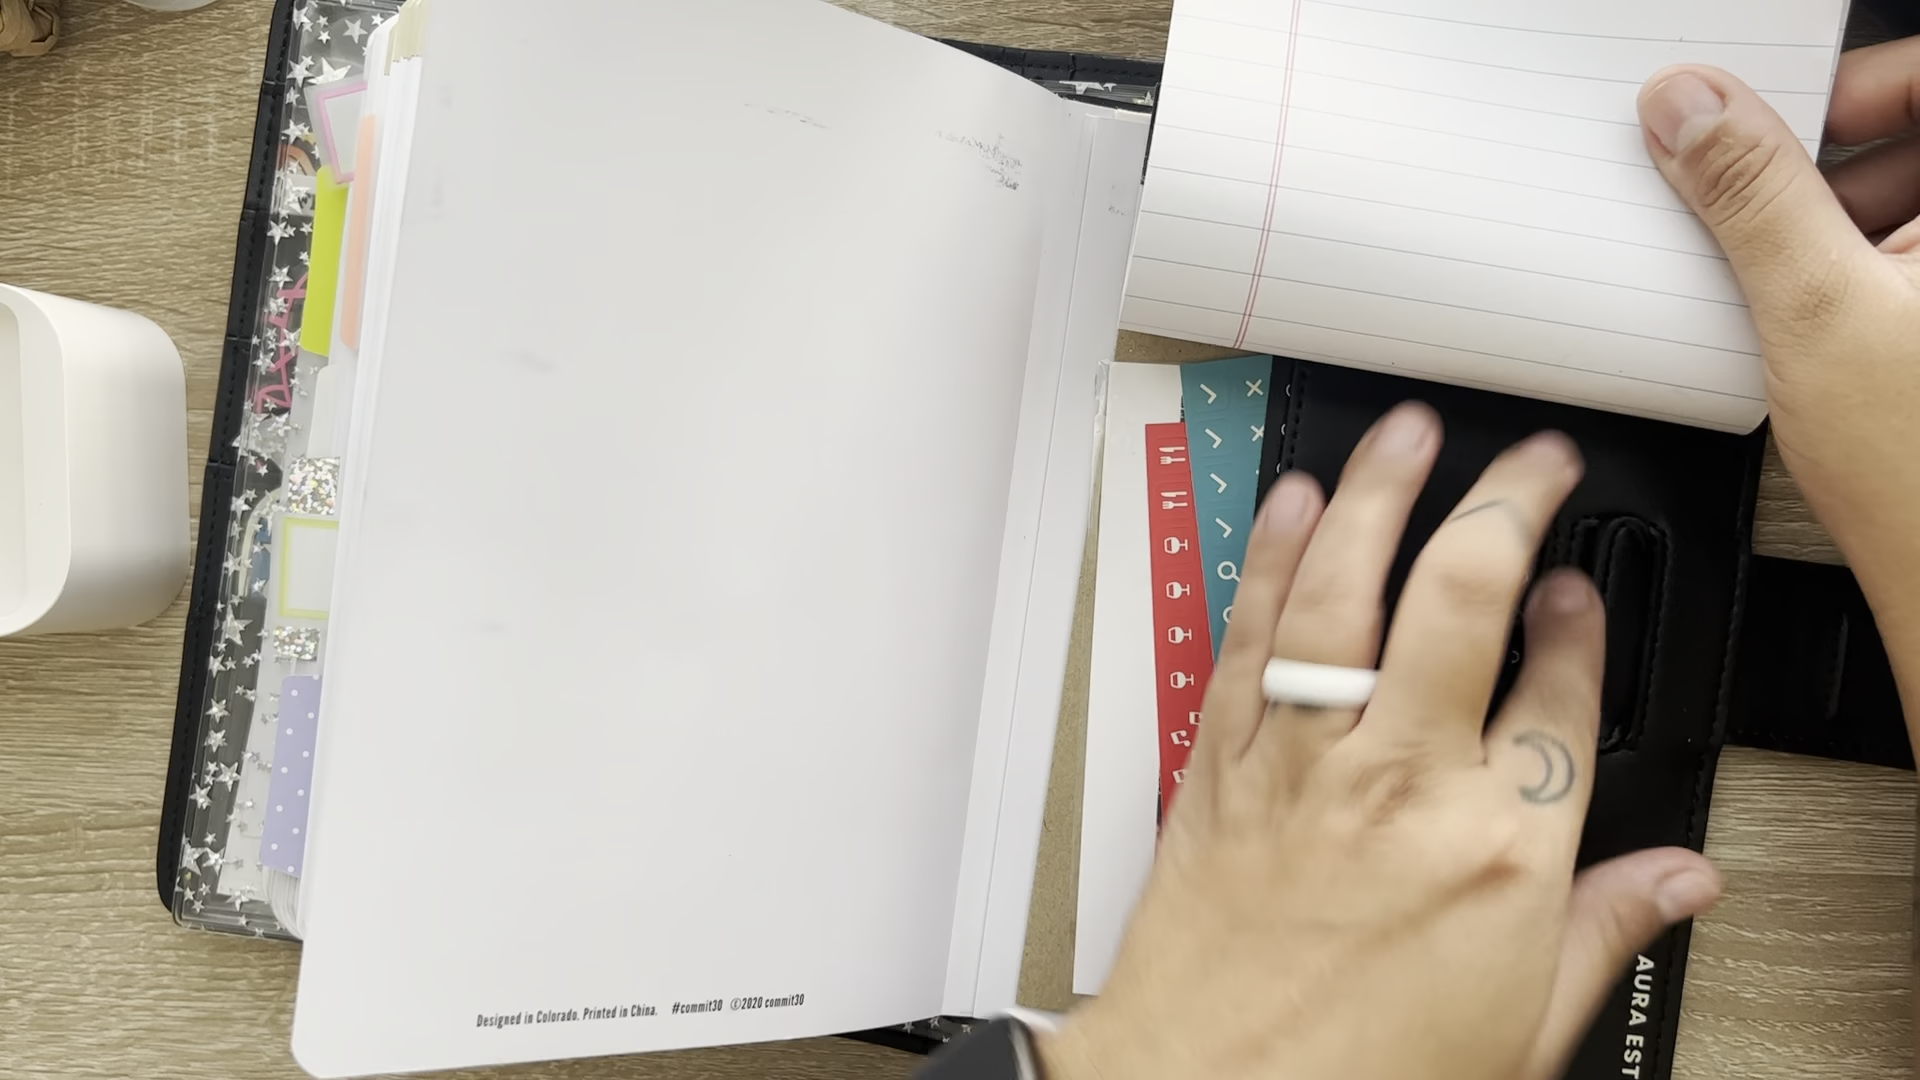 Designed in Colorado. Printed in China. #commit30 ©2020 commit30
AURA EST